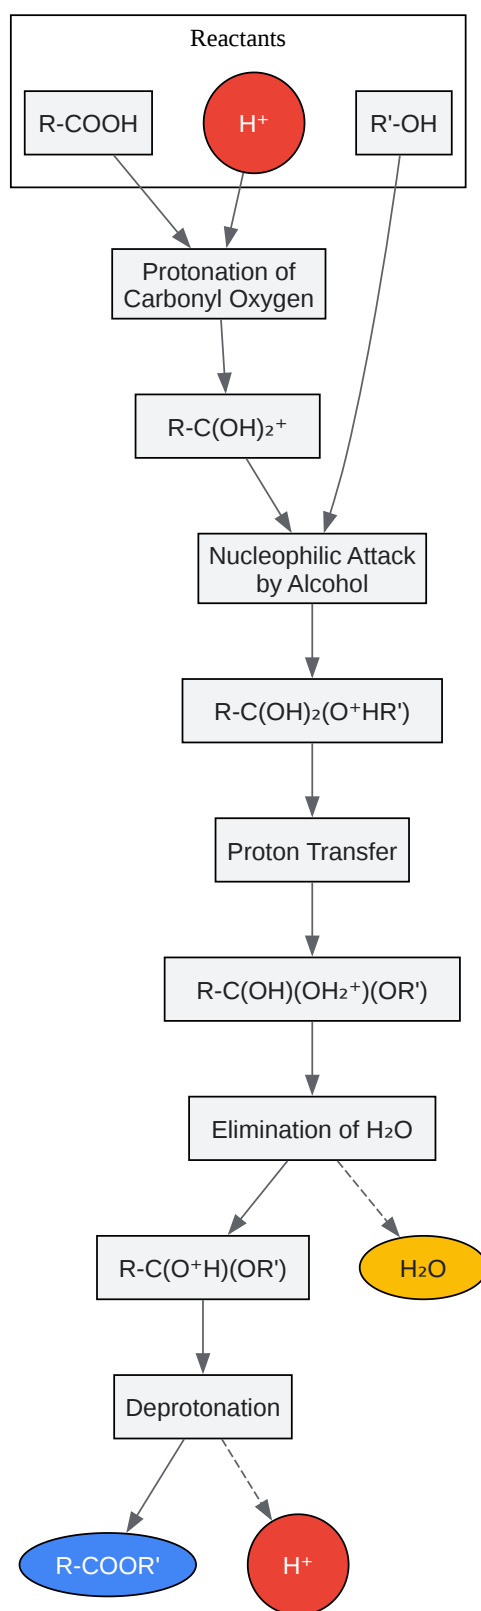 Reactants
R-COOH
H⁺
R'-OH
Protonation of
Carbonyl Oxygen
R-C(OH)₂⁺
Nucleophilic Attack
by Alcohol
R-C(OH)₂(O⁺HR')
Proton Transfer
R-C(OH)(OH₂⁺)(OR')
Elimination of H₂O
R-C(O⁺H)(OR')
H₂O
Deprotonation
R-COOR'
H⁺